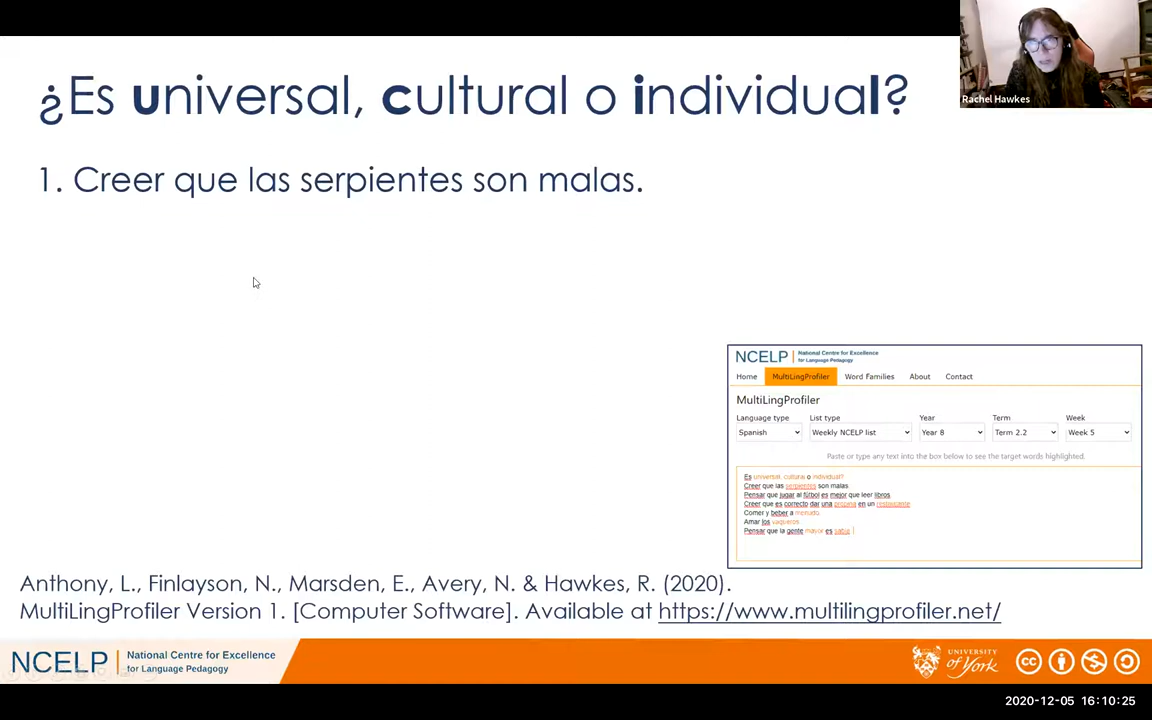 ¿Es universal, cultural o individual?
Rachel Hawkes
1. Creer que las serpientes son malas.
NCELP National Centre for Excellence
for Language Pedagogy
Home MultiLingProfiler Word Families About Contact
MultiLingProfiler
Language type List type Year Term Week
Spanish Weekly NCELP list Year 8 Term 2.2 Week 5
Paste or type any text into the box below to see the target words highlighted.
Es universal, cultural o individual?
Creer que las serpientes son malas.
Pensar que jugar al fútbol es mejor que leer libros.
Creer que es correcto dar una propina en un restaurante.
Comer y beber a menudo.
Amar los vaqueros.
Pensar que la gente mayor es sabia.
Anthony, L., Finlayson, N., Marsden, E., Avery, N. & Hawkes, R. (2020).
MultiLingProfiler Version 1. [Computer Software]. Available at https://www.multilingprofiler.net/
NCELP National Centre for Excellence
for Language Pedagogy
UNIVERSITY
of York
cc
2020-12-05 16:10:25